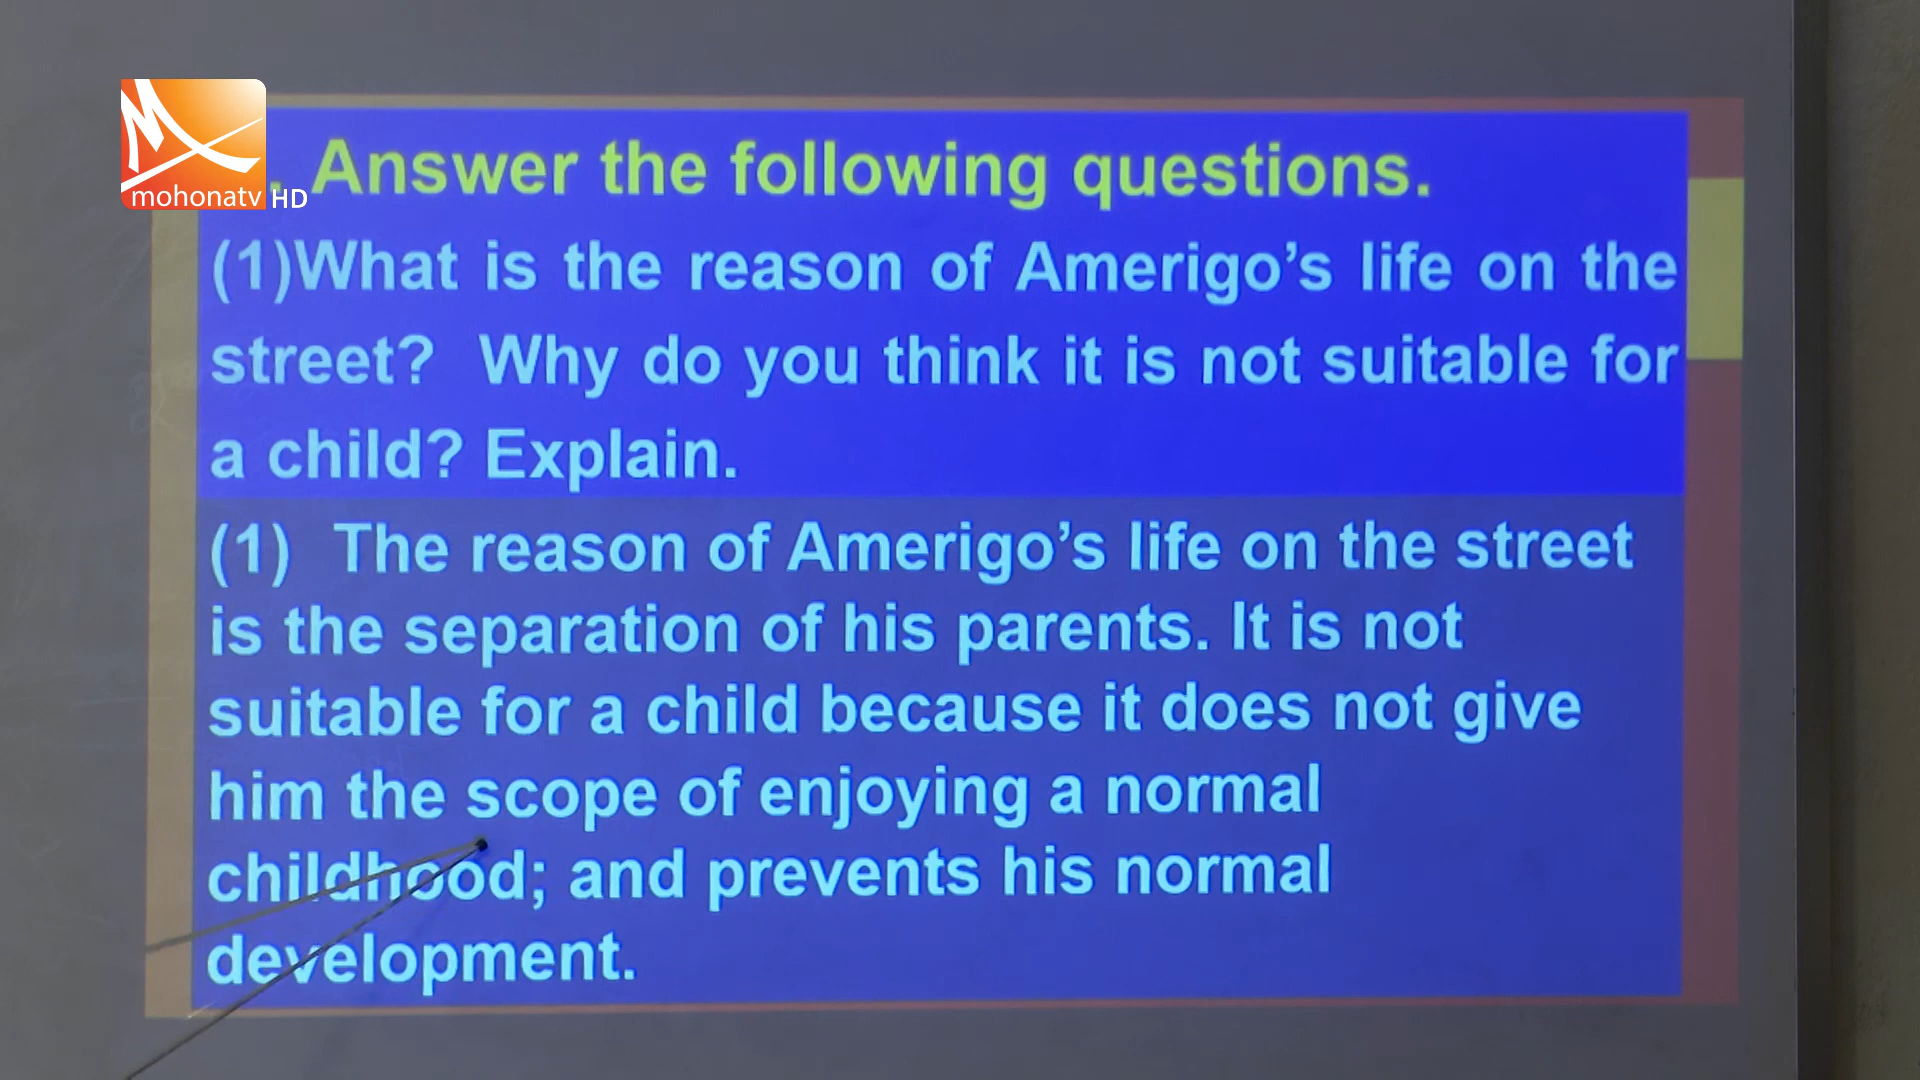 mohonatv HD
. Answer the following questions.
(1)What is the reason of Amerigo’s life on the
street? Why do you think it is not suitable for
a child? Explain.
(1) The reason of Amerigo’s life on the street
is the separation of his parents. It is not
suitable for a child because it does not give
him the scope of enjoying a normal
childhood; and prevents his normal
development.